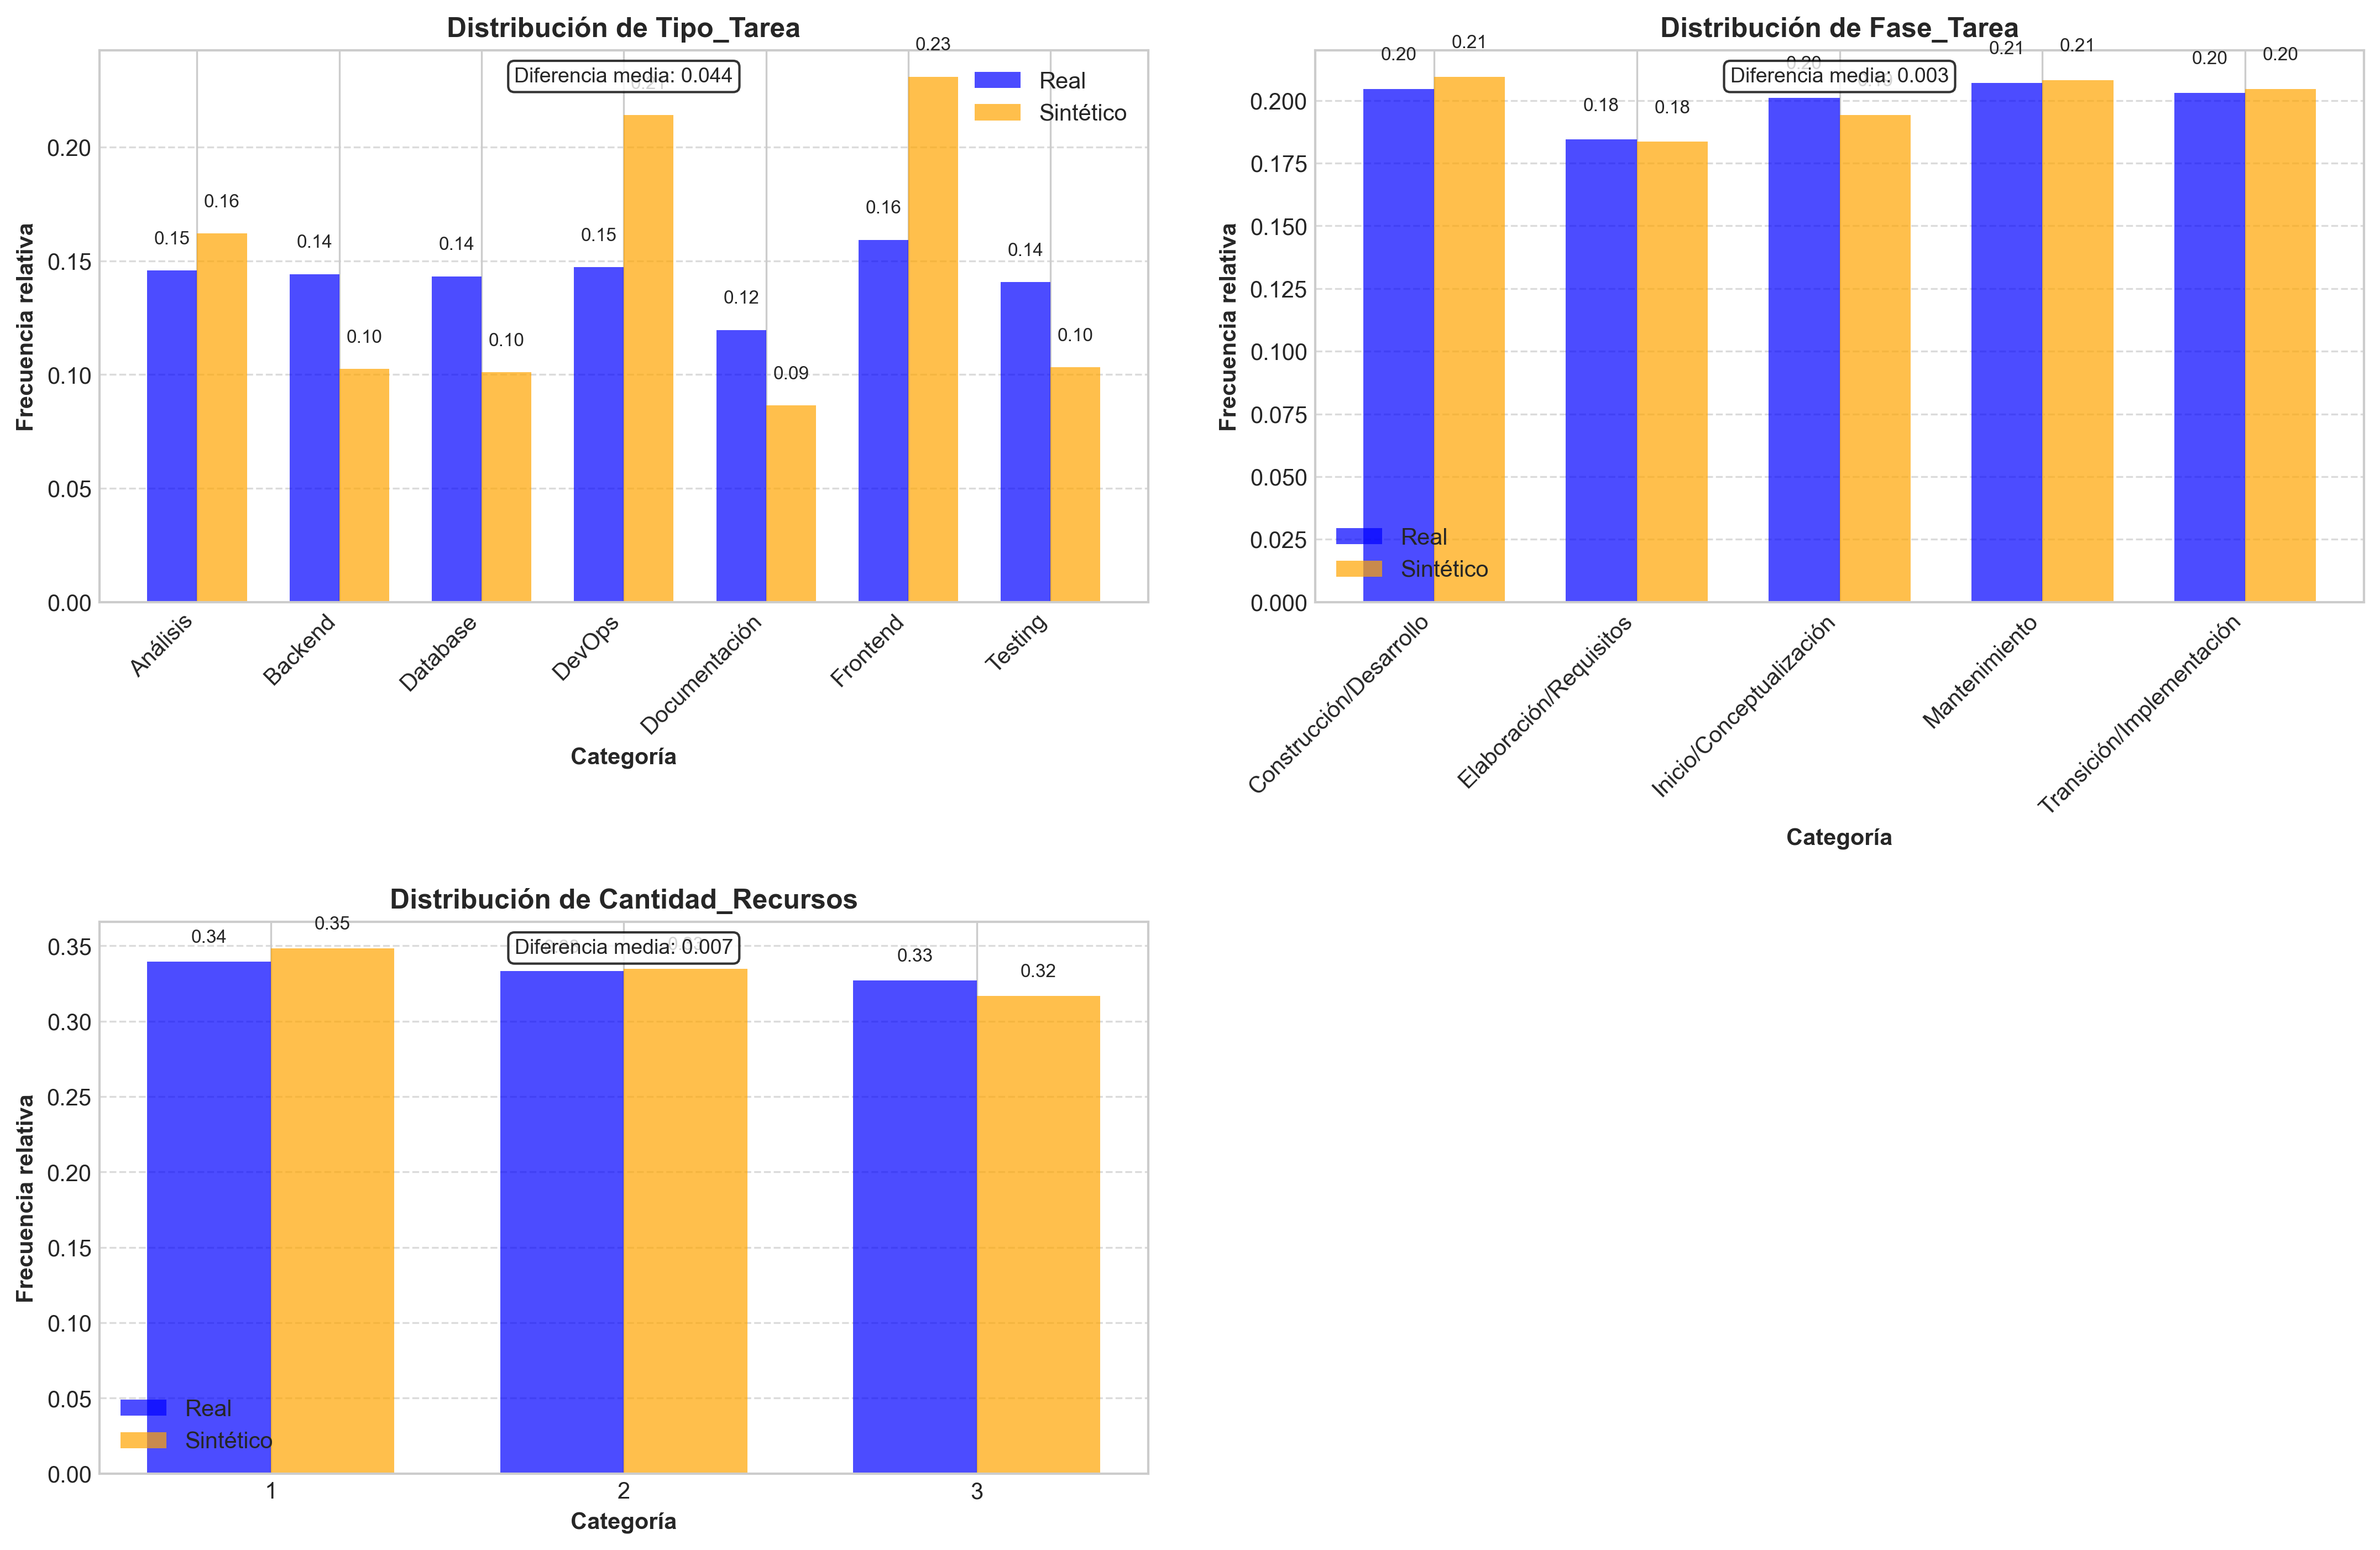 Distribución de Tipo_Tarea
Diferencia media: 0.044
Real
Sintético
0.15
0.16
0.14
0.10
0.14
0.10
0.15
0.21
0.12
0.09
0.16
0.23
0.14
0.10
Frecuencia relativa
0.20
0.15
0.10
0.05
0.00
Análisis
Backend
Database
DevOps
Documentación
Frontend
Testing
Categoría
Distribución de Fase_Tarea
Diferencia media: 0.003
0.20
0.21
0.18
0.18
0.20
0.21
0.21
0.20
0.20
Frecuencia relativa
0.200
0.175
0.150
0.125
0.100
0.075
0.050
0.025
0.000
Real
Sintético
Construcción/Desarrollo
Elaboración/Requisitos
Inicio/Conceptualización
Mantenimiento
Transición/Implementación
Categoría
Distribución de Cantidad_Recursos
Diferencia media: 0.007
0.34
0.35
0.33
0.32
Frecuencia relativa
0.35
0.30
0.25
0.20
0.15
0.10
0.05
0.00
Real
Sintético
1
2
3
Categoría